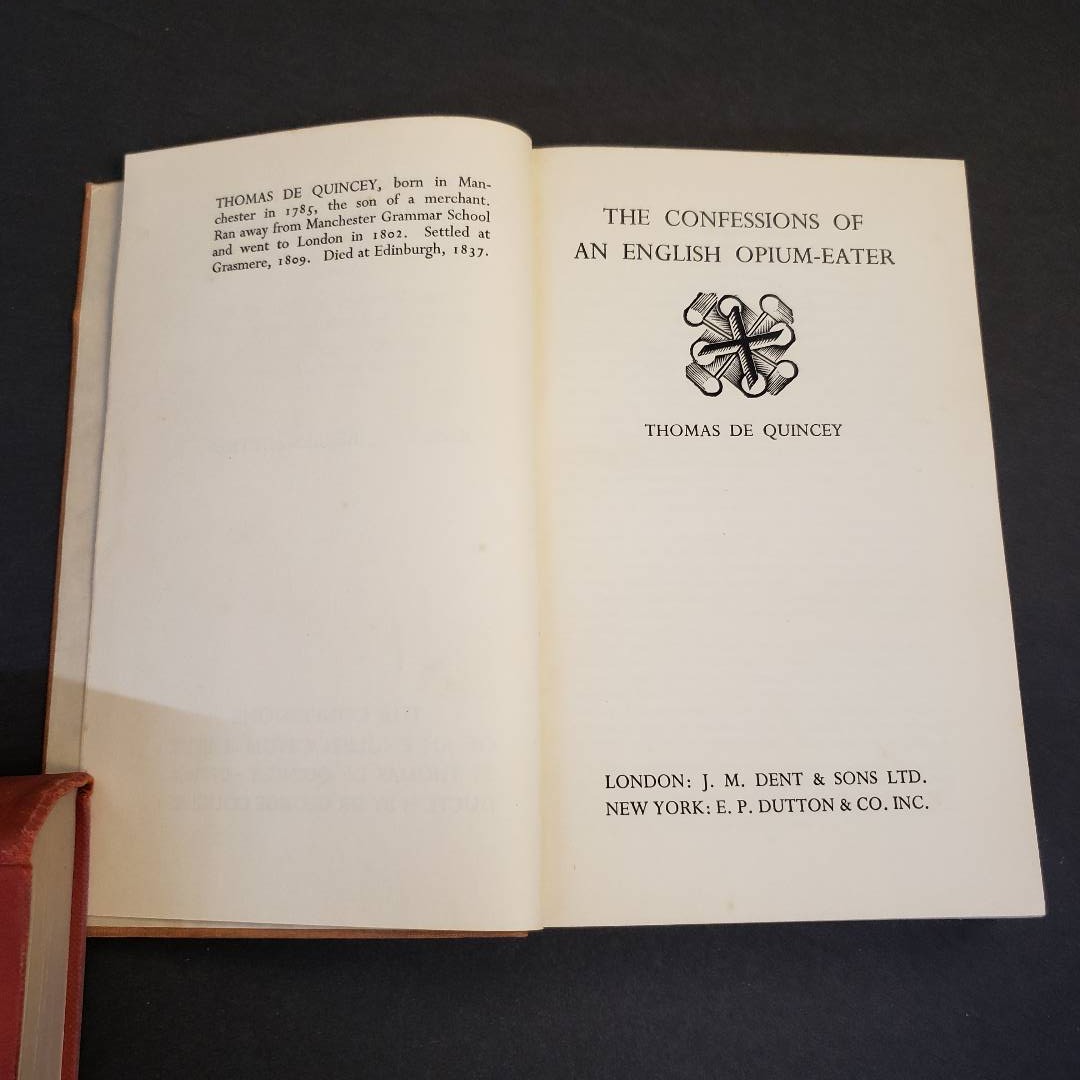 THOMAS DE QUINCEY, born in Man-
chester in 1785, the son of a merchant.
Ran away from Manchester Grammar School
and went to London in 1802. Settled at
Grasmere, 1809. Died at Edinburgh, 1837.
THE CONFESSIONS OF
AN ENGLISH OPIUM-EATER
THOMAS DE QUINCEY
LONDON: J. M. DENT & SONS LTD.
NEW YORK: E. P. DUTTON & CO. INC.